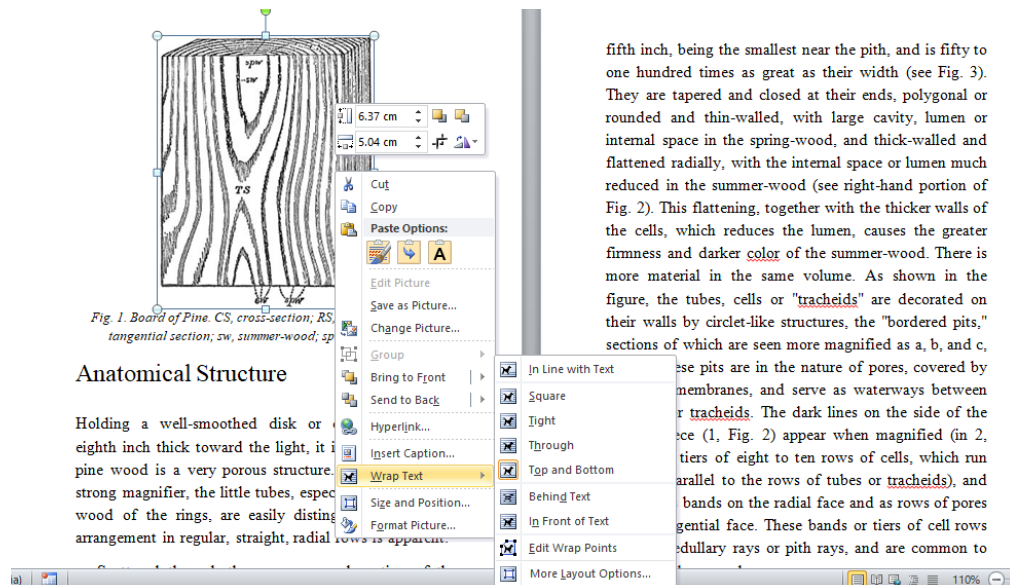 spw
sw
TS
sw spw
Fig. 1. Board of Pine. CS, cross-section; RS,
tangential section; sw, summer-wood; sp
Anatomical Structure
Holding a well-smoothed disk or
eighth inch thick toward the light, it i
pine wood is a very porous structure.
strong magnifier, the little tubes, espec
wood of the rings, are easily disting
arrangement in regular, straight, radial rows is apparent.
6.37 cm
5.04 cm
Cut
Copy
Paste Options:
A
Edit Picture
Save as Picture...
Change Picture...
Group
Bring to Front
Send to Back
Hyperlink...
Insert Caption...
Wrap Text
Size and Position...
Format Picture...
In Line with Text
Square
Tight
Through
Top and Bottom
Behind Text
In Front of Text
Edit Wrap Points
More Layout Options...
fifth inch, being the smallest near the pith, and is fifty to
one hundred times as great as their width (see Fig. 3).
They are tapered and closed at their ends, polygonal or
rounded and thin-walled, with large cavity, lumen or
internal space in the spring-wood, and thick-walled and
flattened radially, with the internal space or lumen much
reduced in the summer-wood (see right-hand portion of
Fig. 2). This flattening, together with the thicker walls of
the cells, which reduces the lumen, causes the greater
firmness and darker color of the summer-wood. There is
more material in the same volume. As shown in the
figure, the tubes, cells or "tracheids" are decorated on
their walls by circlet-like structures, the "bordered pits,"
sections of which are seen more magnified as a, b, and c,
ese pits are in the nature of pores, covered by
membranes, and serve as waterways between
r tracheids. The dark lines on the side of the
ece (1, Fig. 2) appear when magnified (in 2,
tiers of eight to ten rows of cells, which run
arallel to the rows of tubes or tracheids), and
bands on the radial face and as rows of pores
gential face. These bands or tiers of cell rows
edullary rays or pith rays, and are common to
110%